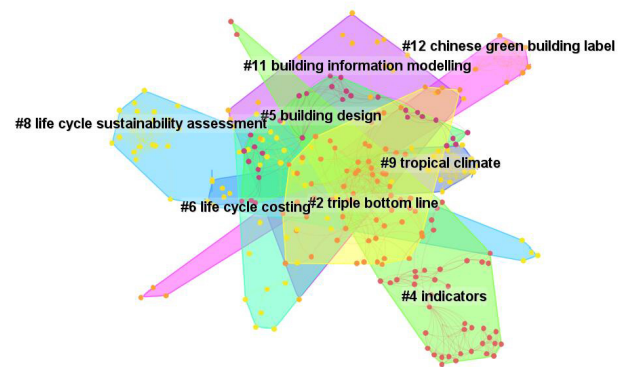 #12 chinese green building label
#11 building information modelling
#5 building design
#8 life cycle sustainability assessment
#9 tropical climate
#6 life cycle costing
#2 triple bottom line
#4 indicators